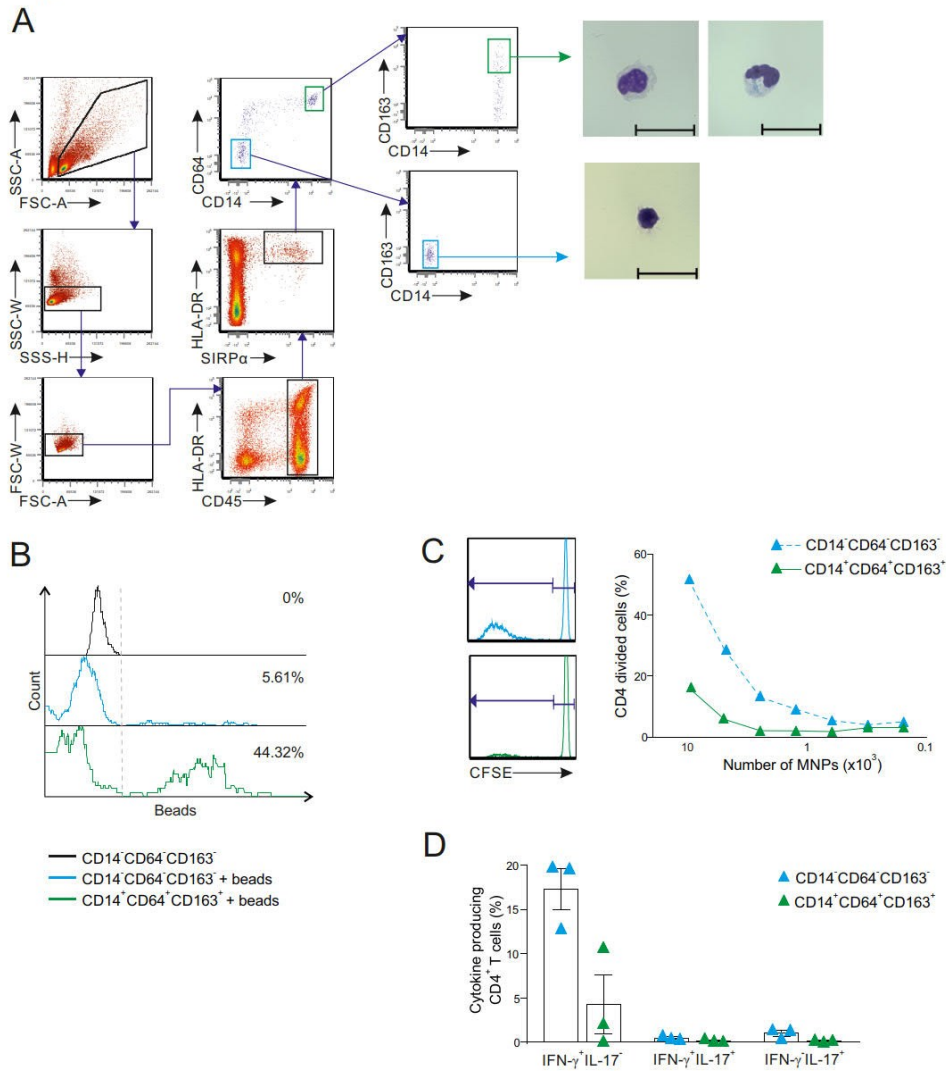 A
SSC-A
FSC-A
CD64
CD14
CD163
CD14
CD163
CD14
SSC-W
SSS-H
HLA-DR
SIRPα
FSC-W
FSC-A
HLA-DR
CD45
B
0%
5.61%
44.32%
Count
Beads
CD14⁻CD64⁻CD163⁻
CD14⁻CD64⁻CD163⁻ + beads
CD14⁺CD64⁺CD163⁺ + beads
C
CFSE
CD14⁻CD64⁻CD163⁻
CD14⁺CD64⁺CD163⁺
CD4 divided cells (%)
60
40
20
0
10 1 0.1
Number of MNPs (x10³)
D
Cytokine producing
CD4⁺ T cells (%)
20
15
10
5
0
CD14⁻CD64⁻CD163⁻
CD14⁺CD64⁺CD163⁺
IFN-γ⁺IL-17⁻ IFN-γ⁺IL-17⁺ IFN-γ⁻IL-17⁺